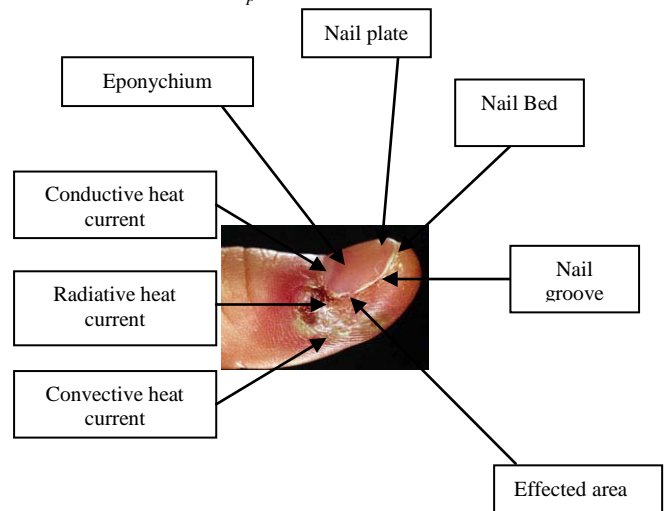 p
Nail plate
Eponychium
Nail Bed
Conductive heat
current
Radiative heat
current
Nail
groove
Convective heat
current
Effected area